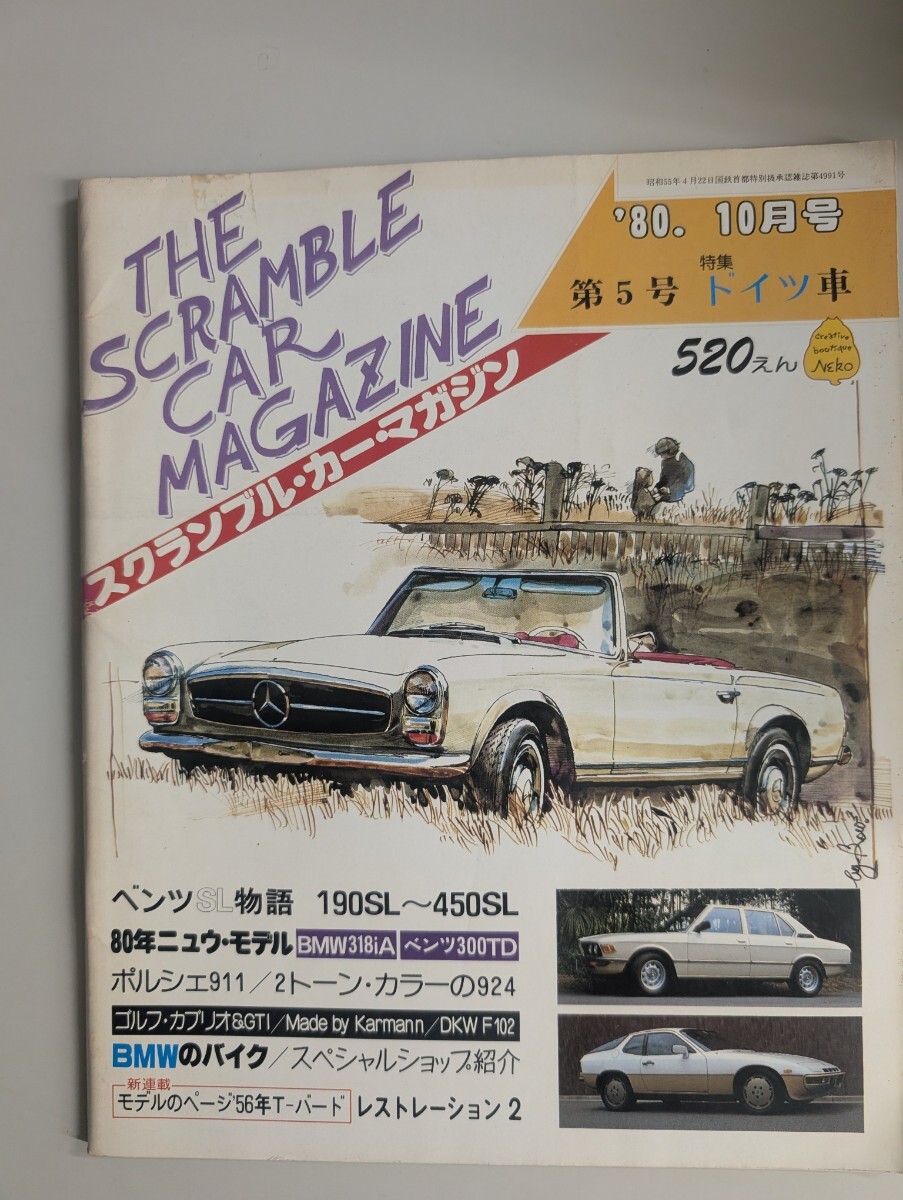 昭和55年4月22日国鉄首都特別扱承認雑誌第4991号
'80. 10月号
特集
第5号 ドイツ車
520えん
creative
boutique
NEKO
THE
SCRAMBLE
CAR
MAGAZINE
スクランブル・カー・マガジン
ベンツSL物語 190SL〜450SL
80年ニュウ・モデル BMW318iA ベンツ300TD
ポルシェ911/2トーン・カラーの924
ゴルフ・カブリオ&GTI/Made by Karmann/DKW F102
BMWのバイク/スペシャルショップ紹介
新連載
モデルのページ'56年T-バード レストレーション2